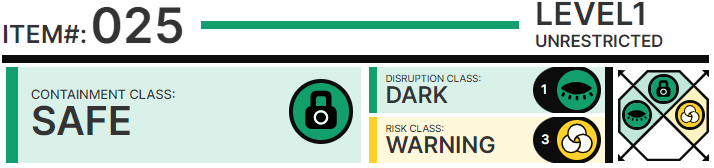 ITEM#: 025
LEVEL1
UNRESTRICTED
CONTAINMENT CLASS:
SAFE
DISRUPTION CLASS:
DARK
1
RISK CLASS:
WARNING
3